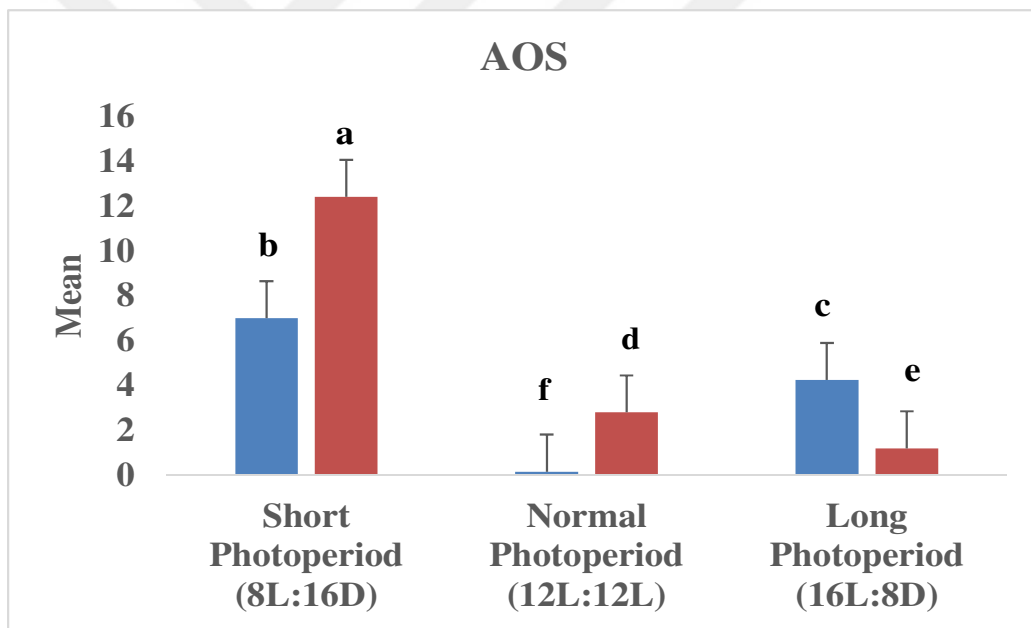 AOS
Mean
16
14
12
10
8
6
4
2
0
a
b
c
d
e
f
Short
Photoperiod
(8L:16D)
Normal
Photoperiod
(12L:12L)
Long
Photoperiod
(16L:8D)